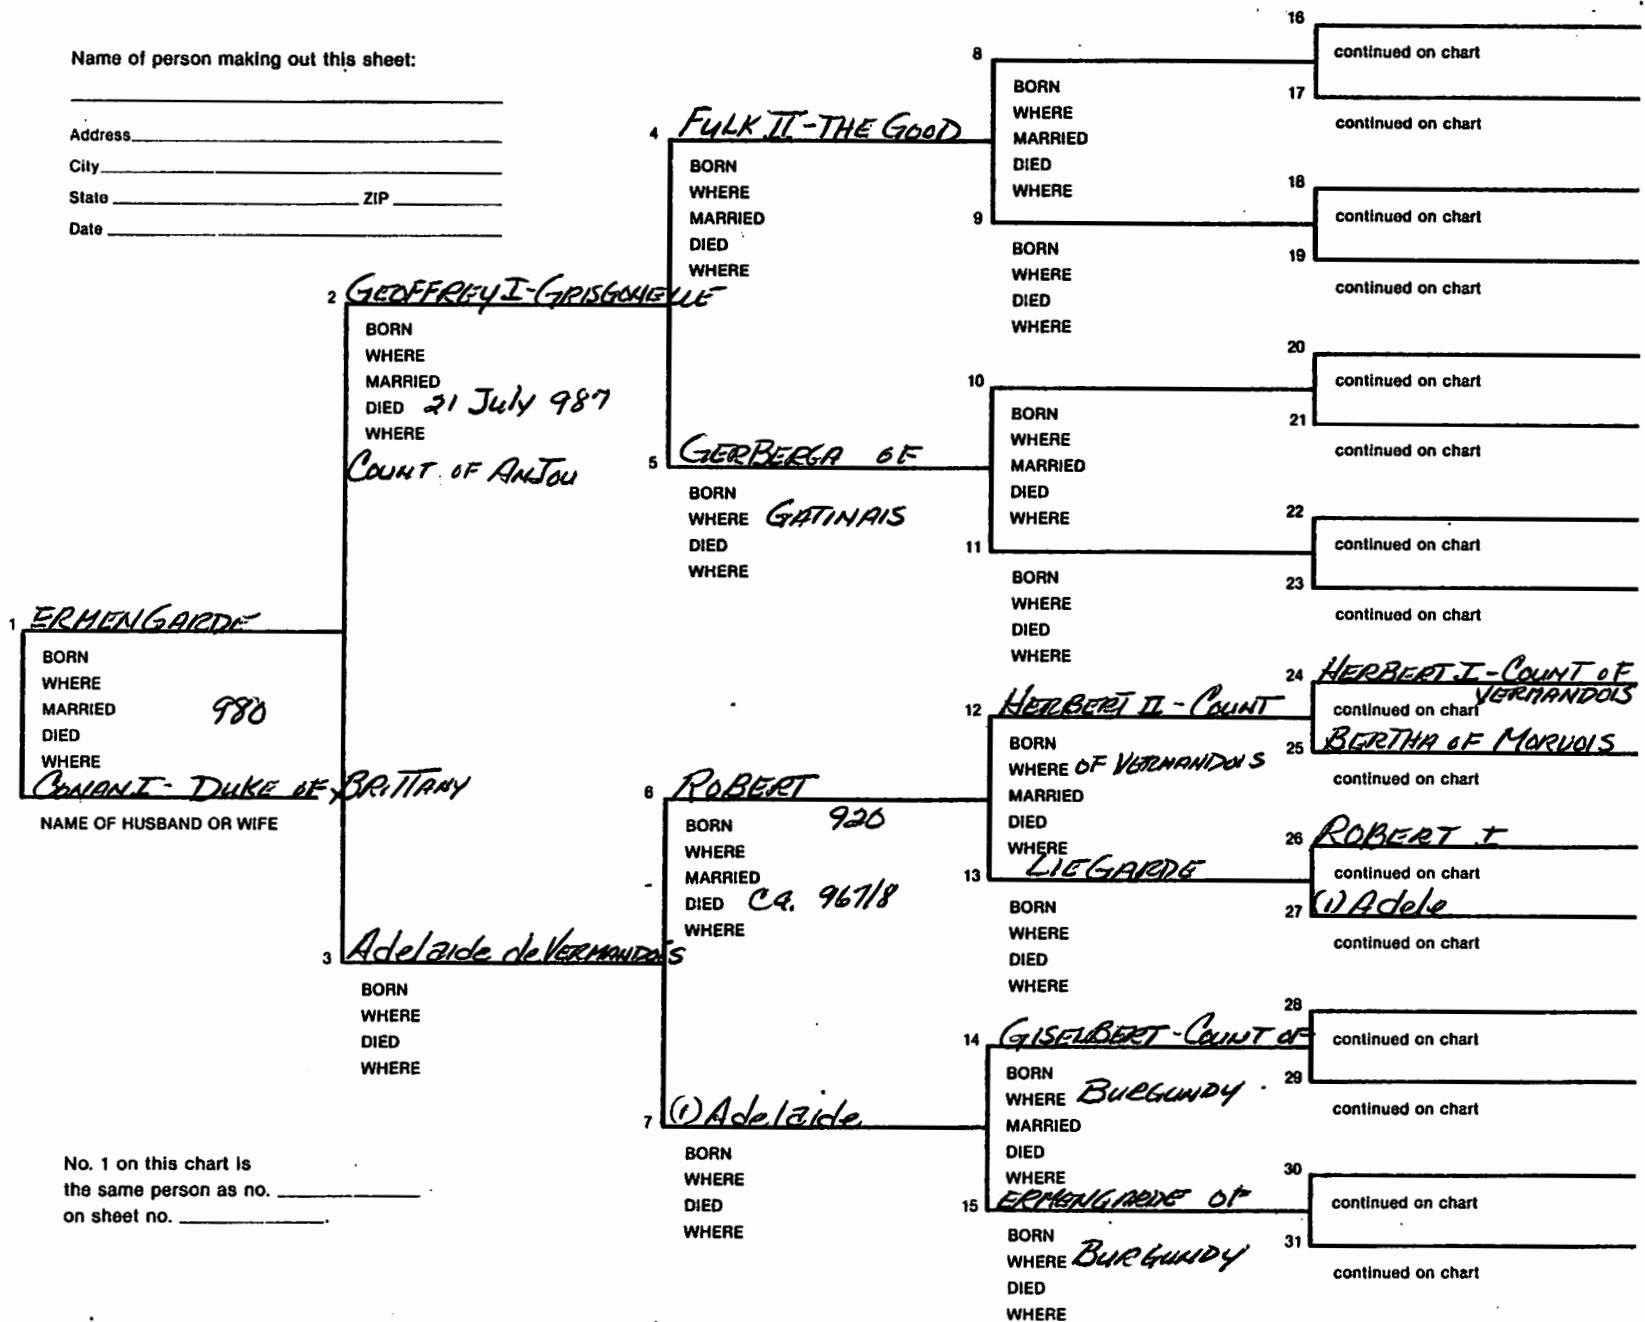 Name of person making out this sheet:
Address
City
State ZIP
Date
1 ERMENGARDE
BORN
WHERE
MARRIED 980
DIED
WHERE
CONAN I - DUKE OF BRITTANY
NAME OF HUSBAND OR WIFE
2 GEOFFREY I - GRISGONELLE
BORN
WHERE
MARRIED
DIED 21 July 987
WHERE
COUNT OF ANJOU
3 Adelaide de VERMANDOIS
BORN
WHERE
DIED
WHERE
4 FULK II - THE GOOD
BORN
WHERE
MARRIED
DIED
WHERE
5 GERBERGA OF
BORN
WHERE GATINAIS
DIED
WHERE
6 ROBERT
BORN 920
WHERE
MARRIED
DIED Ca. 967/8
WHERE
7 (1) Adelaide
BORN
WHERE
DIED
WHERE
8
BORN
WHERE
MARRIED
DIED
WHERE
9
BORN
WHERE
DIED
WHERE
10
BORN
WHERE
MARRIED
DIED
WHERE
11
BORN
WHERE
DIED
WHERE
12 HERBERT II - COUNT
BORN
WHERE OF VERMANDOIS
MARRIED
DIED
WHERE
13 LIEGARDE
BORN
WHERE
DIED
WHERE
14 GISELBERT - COUNT OF
BORN
WHERE BURGUNDY
MARRIED
DIED
WHERE
15 ERMENGARDE OF
BORN
WHERE BURGUNDY
DIED
WHERE
16
continued on chart
17
continued on chart
18
continued on chart
19
continued on chart
20
continued on chart
21
continued on chart
22
continued on chart
23
continued on chart
24 HERBERT I - COUNT OF
VERMANDOIS
continued on chart
25 BERTHA OF MORVOIS
continued on chart
26 ROBERT I
continued on chart
27 (1) Adele
continued on chart
28
continued on chart
29
continued on chart
30
continued on chart
31
continued on chart
No. 1 on this chart is
the same person as no.
on sheet no. .